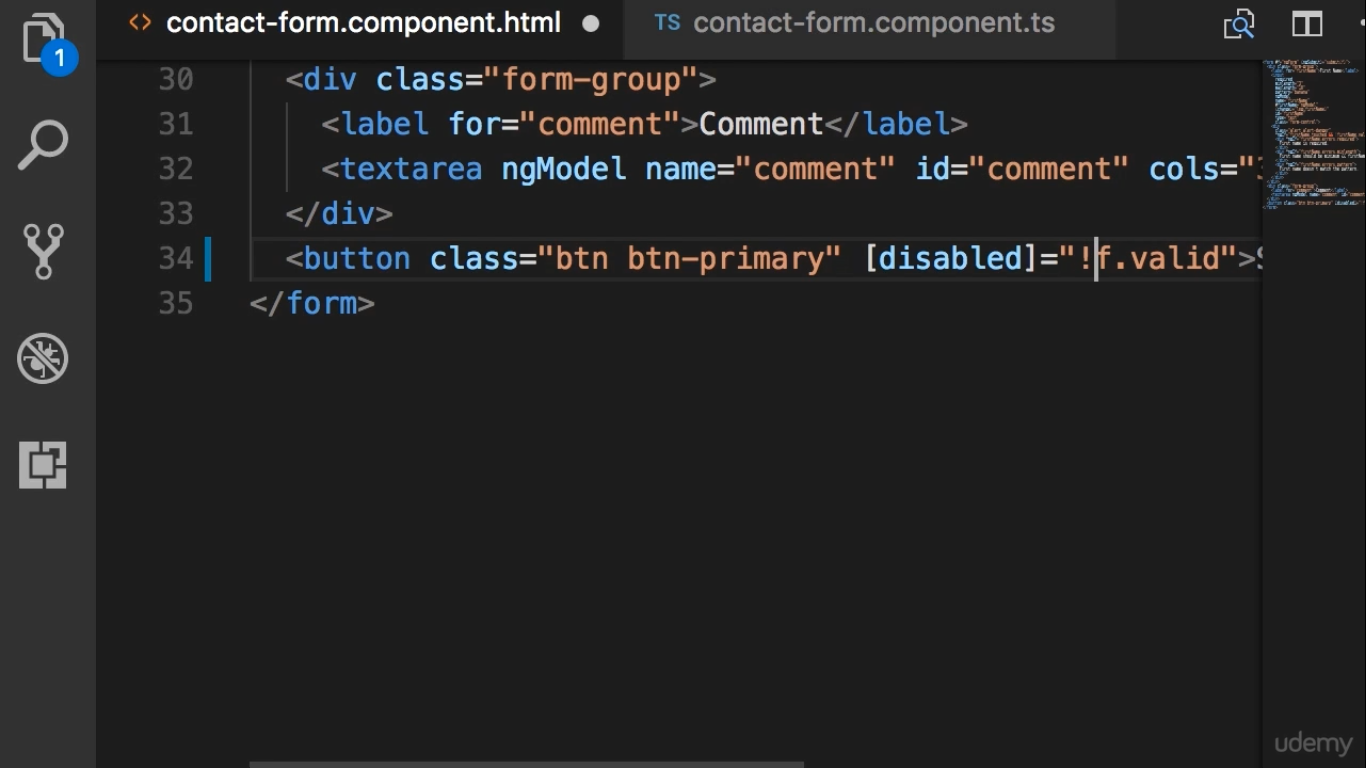 contact-form.component.html
TS contact-form.component.ts
1
30 <div class="form-group">
31 <label for="comment">Comment</label>
32 <textarea ngModel name="comment" id="comment" cols="3
33 </div>
34 <button class="btn btn-primary" [disabled]="!f.valid">S
35 </form>
udemy